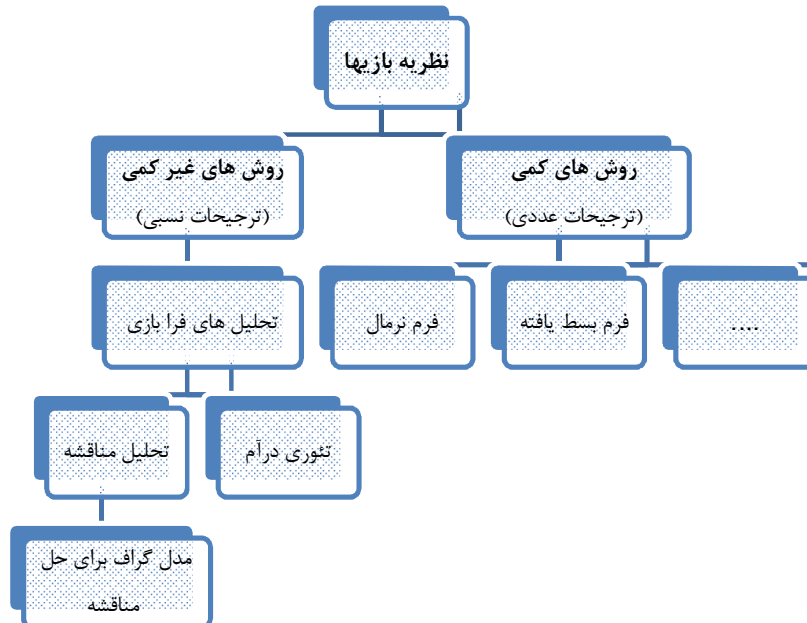 نظریه بازیها
روش های کمی
(ترجیحات عددی)
روش های غیر کمی
(ترجیحات نسبی)
....
فرم بسط یافته
فرم نرمال
تحلیل های فرا بازی
تئوری درآم
تحلیل مناقشه
مدل گراف برای حل
مناقشه